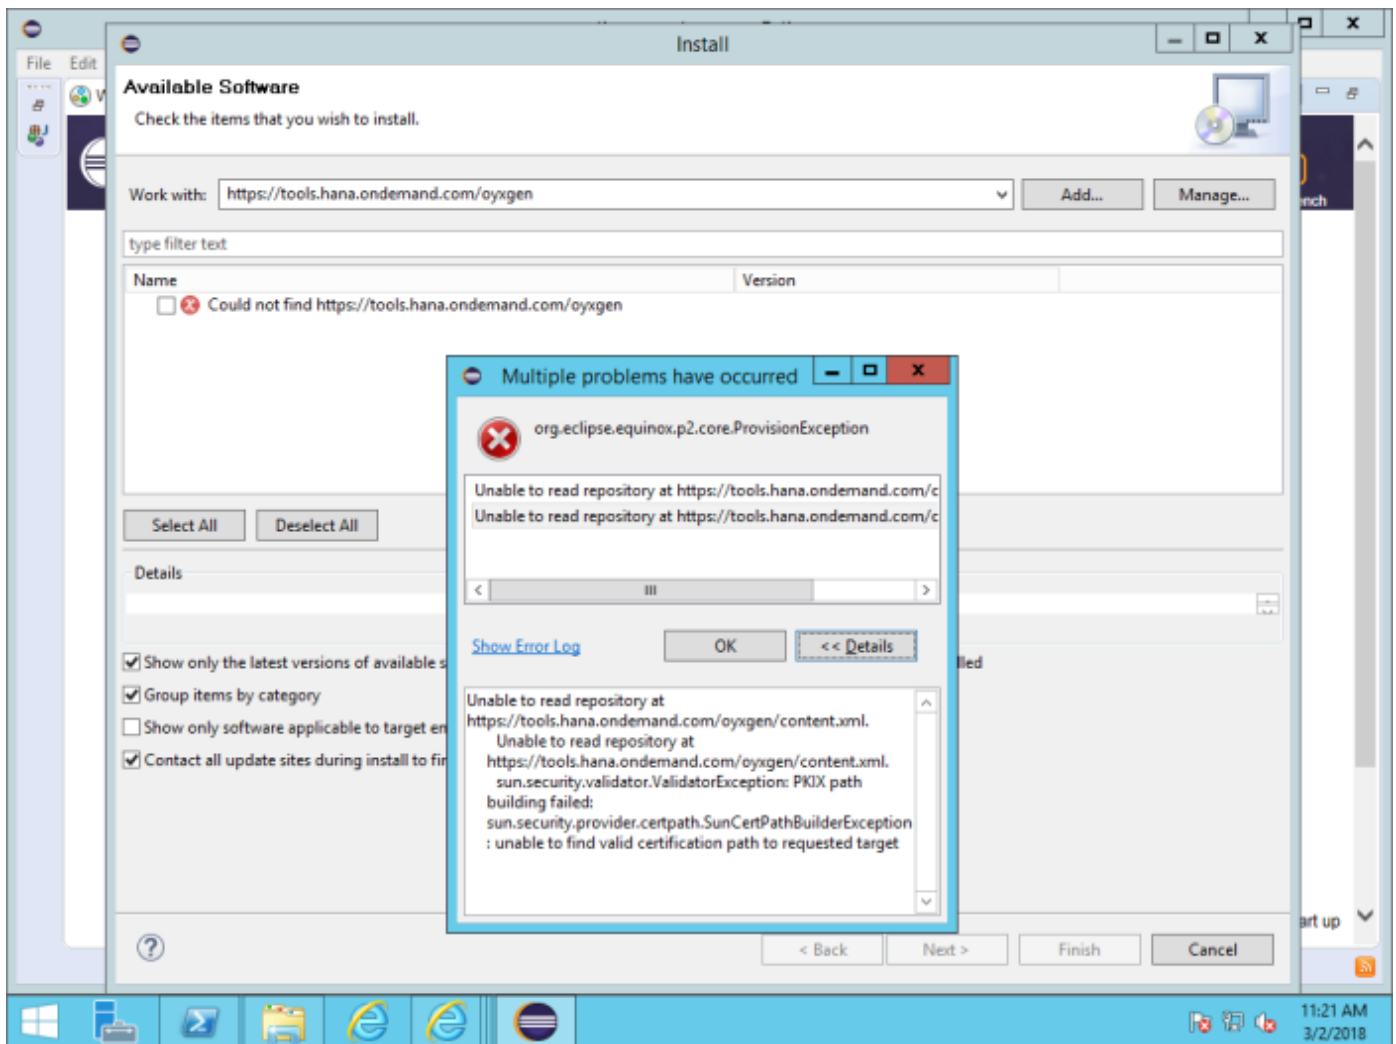 Install
File Edit
Available Software
Check the items that you wish to install.
Work with: https://tools.hana.ondemand.com/oyxgen Add... Manage...
type filter text
Name Version
Could not find https://tools.hana.ondemand.com/oyxgen
Multiple problems have occurred
org.eclipse.equinox.p2.core.ProvisionException
Unable to read repository at https://tools.hana.ondemand.com/c
Unable to read repository at https://tools.hana.ondemand.com/c
Select All Deselect All
Details
Show Error Log OK << Details
Show only the latest versions of available s lled
Group items by category
Show only software applicable to target en
Contact all update sites during install to fir
Unable to read repository at
https://tools.hana.ondemand.com/oyxgen/content.xml.
Unable to read repository at
https://tools.hana.ondemand.com/oyxgen/content.xml.
sun.security.validator.ValidatorException: PKIX path
building failed:
sun.security.provider.certpath.SunCertPathBuilderException
: unable to find valid certification path to requested target
art up
< Back Next > Finish Cancel
11:21 AM
3/2/2018